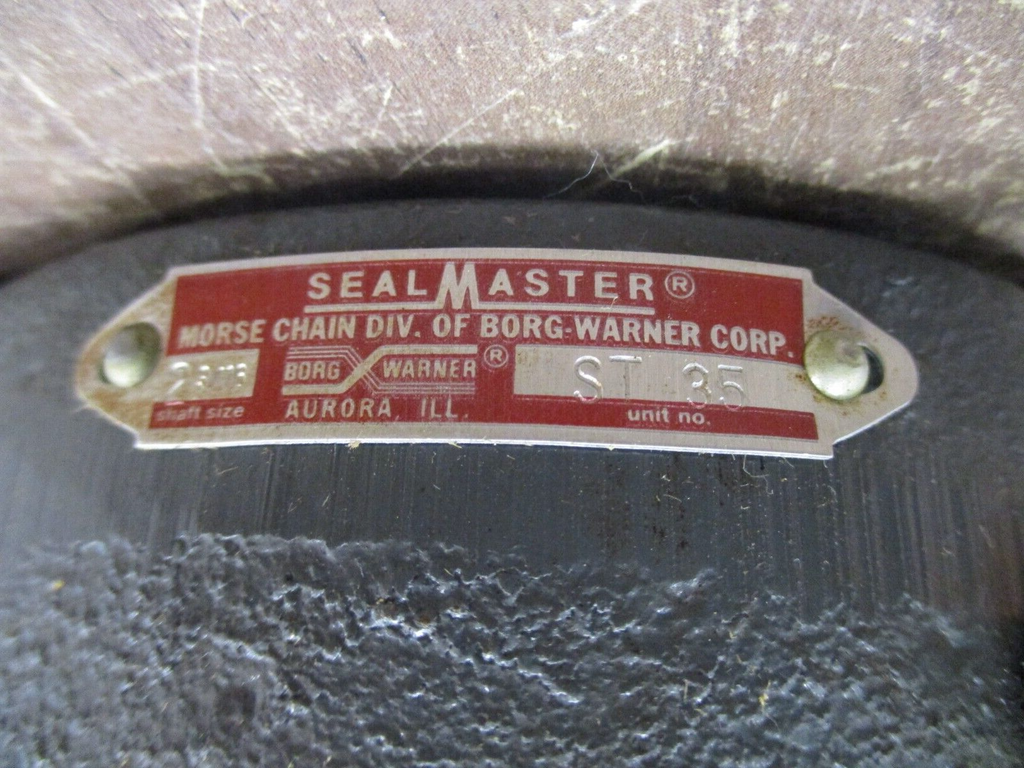 SEALMASTER®
MORSE CHAIN DIV. OF BORG-WARNER CORP.
BORG WARNER® ST 35
shaft size AURORA, ILL. unit no.